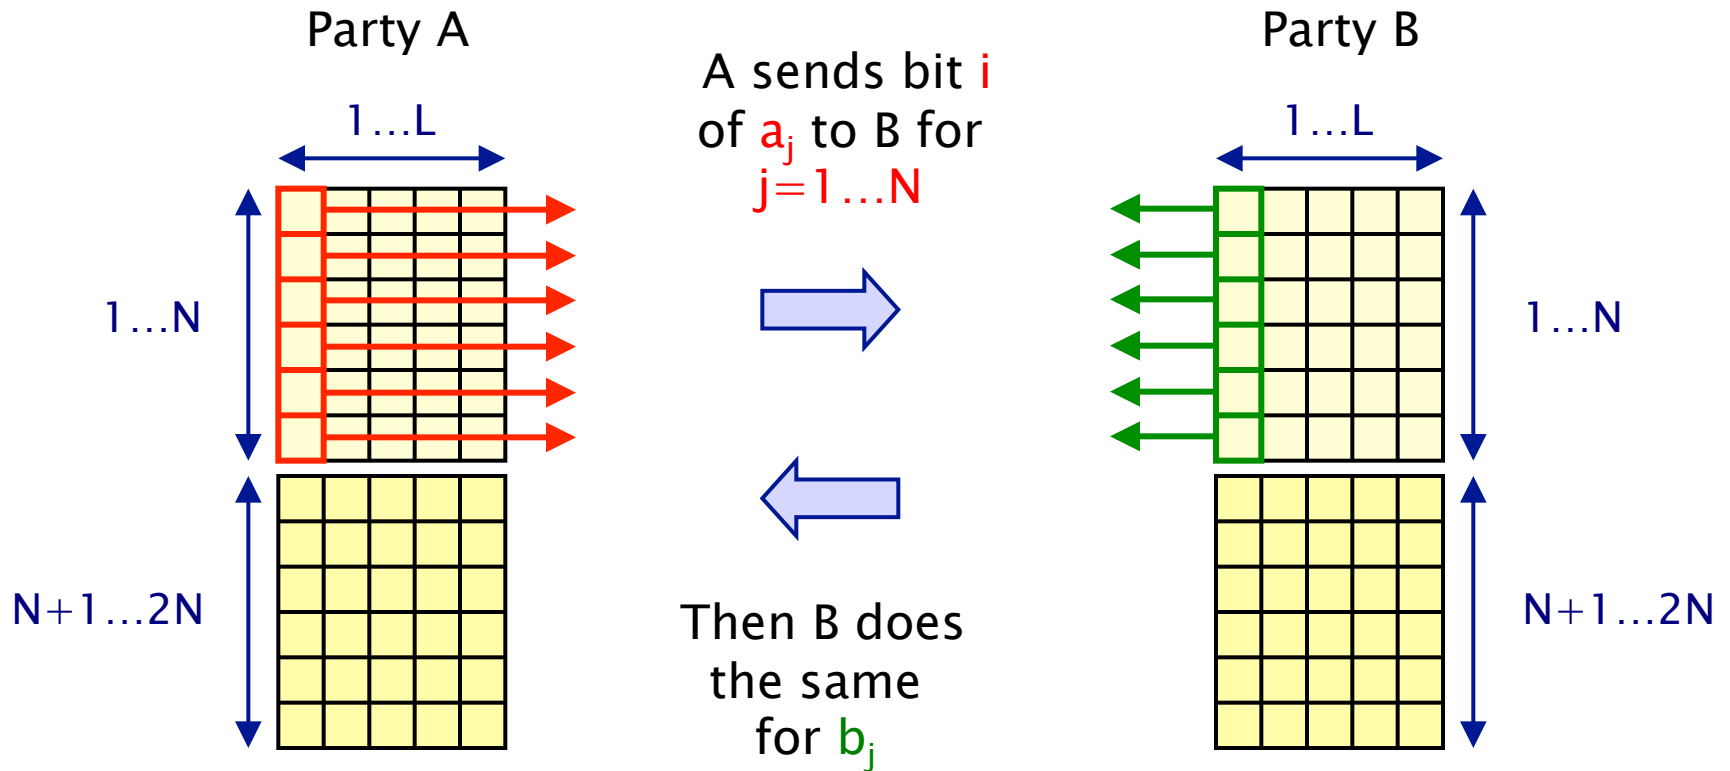 Party A
1...L
1...N
N+1...2N
A sends bit i
of aj to B for
j=1...N
Then B does
the same
for bj
Party B
1...L
1...N
N+1...2N